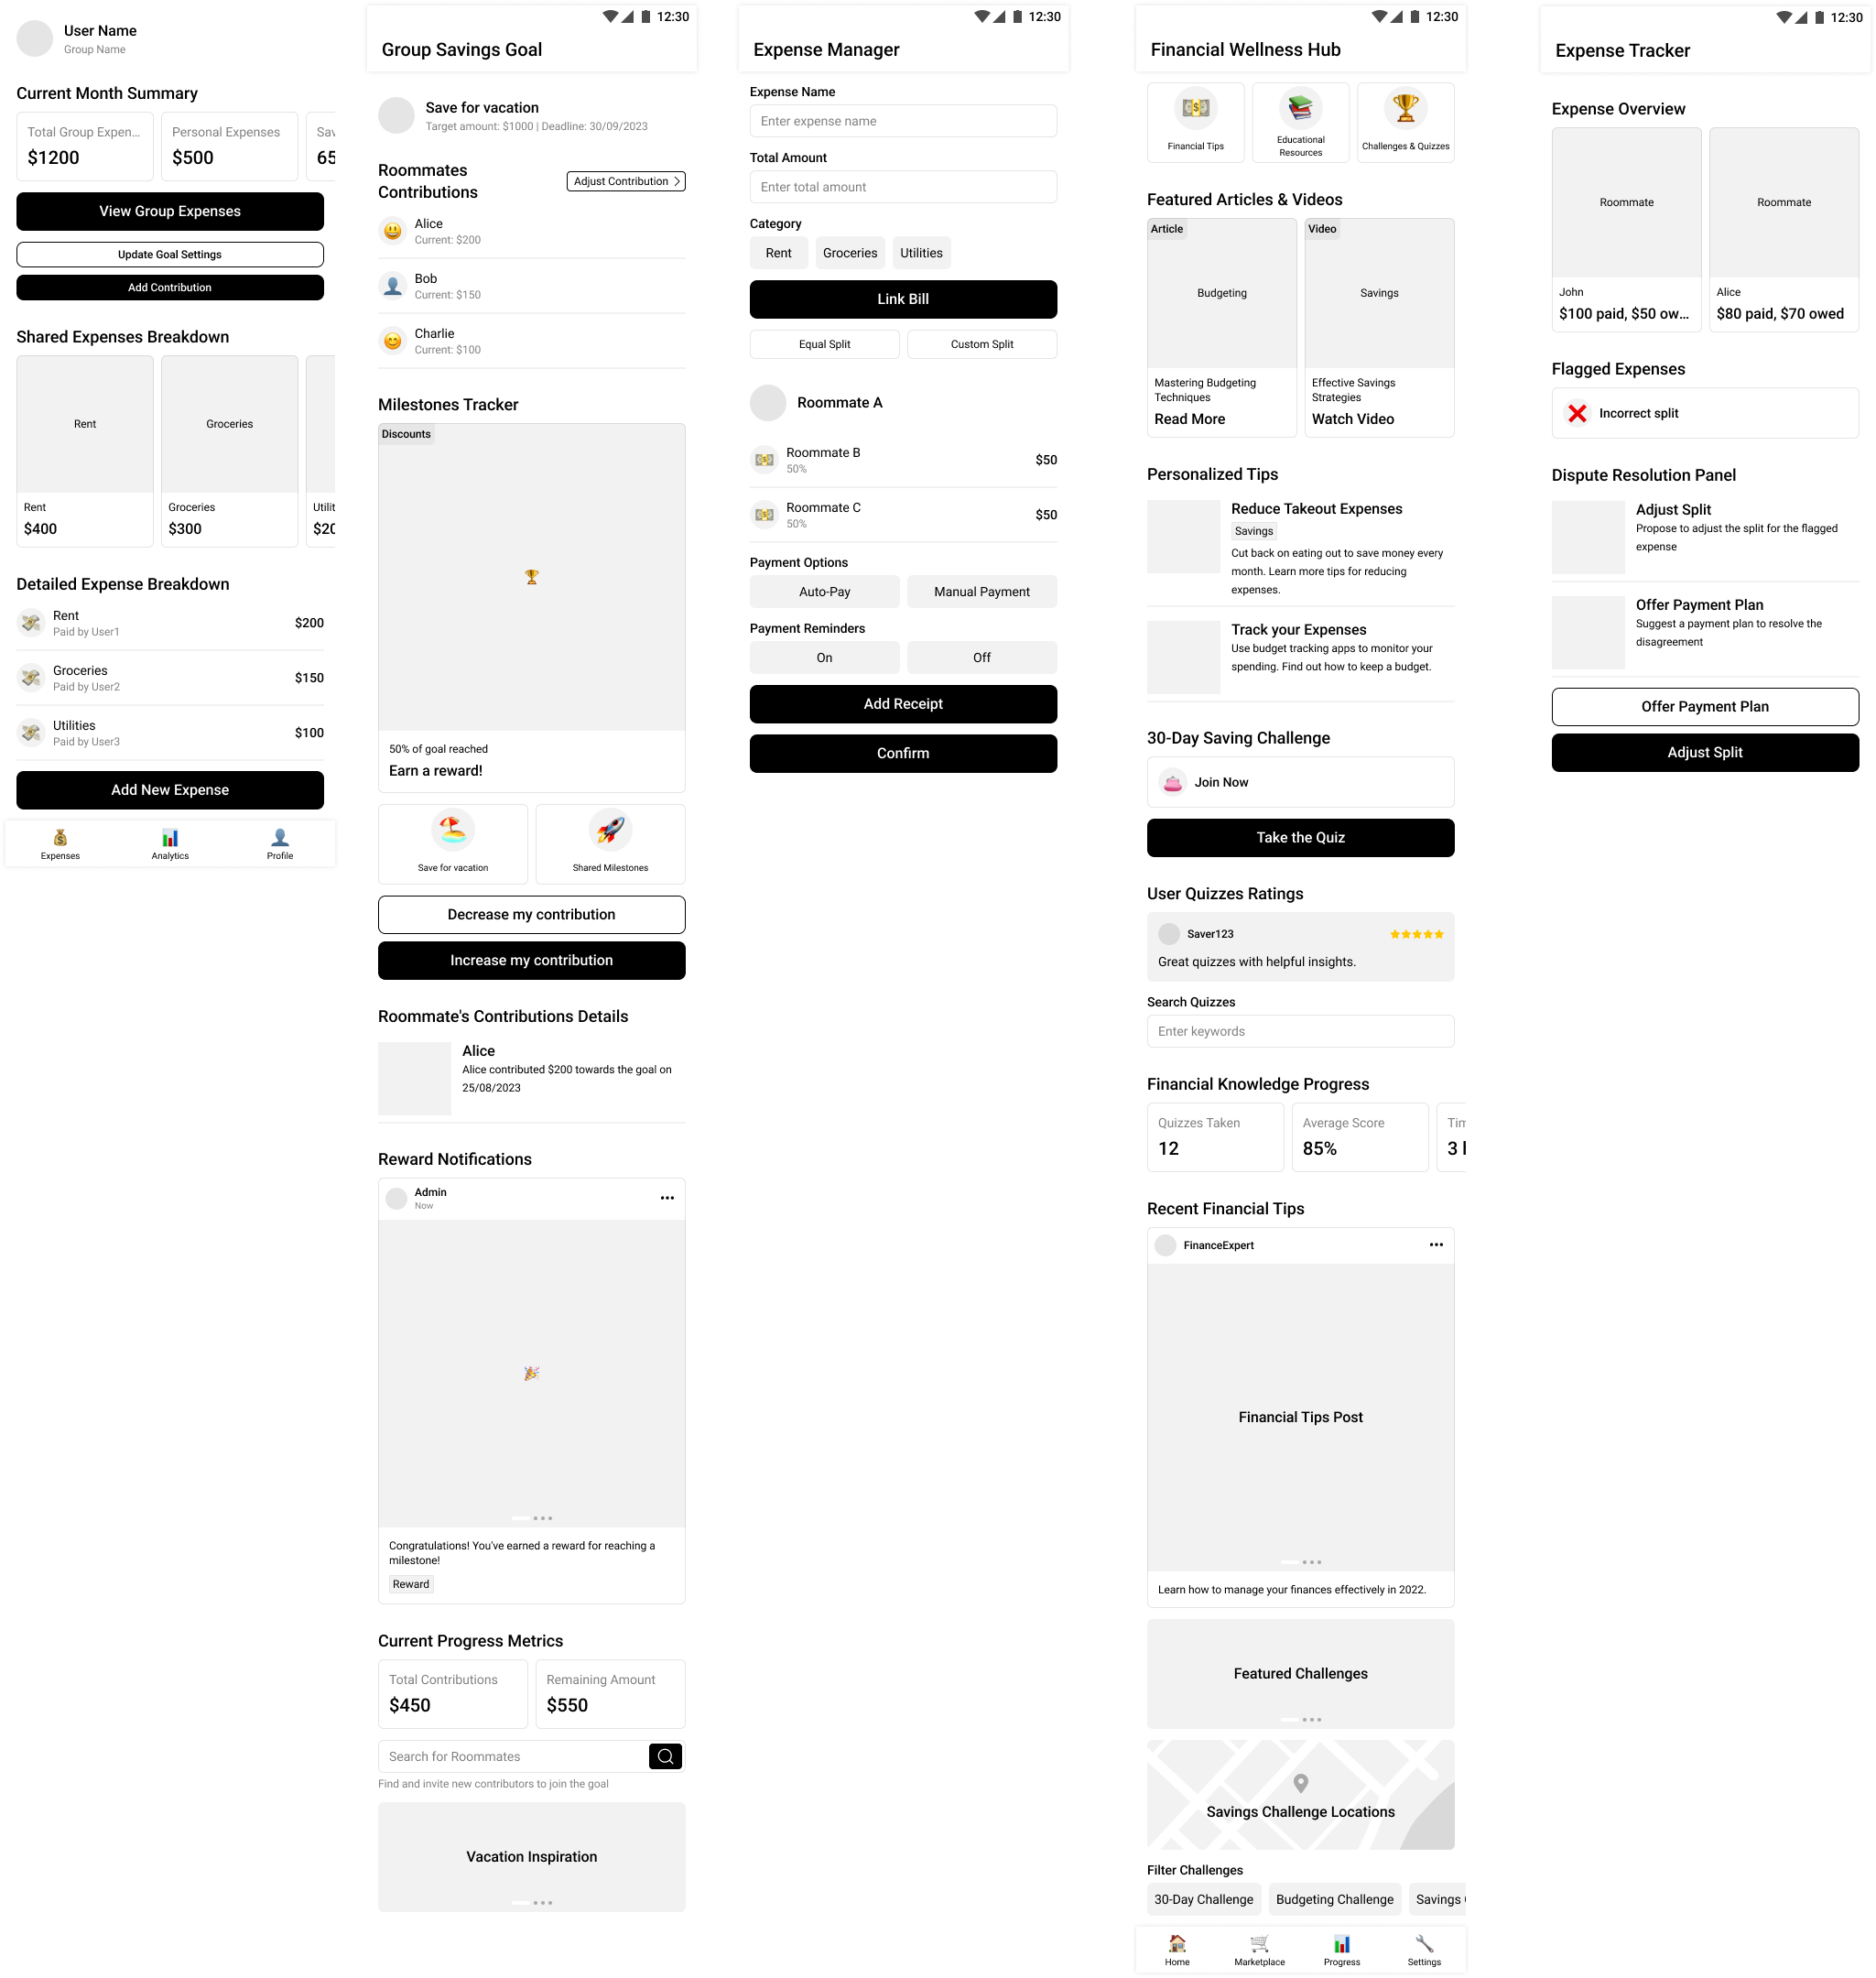 User Name
Group Name
Current Month Summary
Total Group Expen...
$1200
Personal Expenses
$500
Sav
65
View Group Expenses
Update Goal Settings
Add Contribution
Shared Expenses Breakdown
Rent
Groceries
Rent
$400
Groceries
$300
Utilit
$20
Detailed Expense Breakdown
Rent
Paid by User1
$200
Groceries
Paid by User2
$150
Utilities
Paid by User3
$100
Add New Expense
Expenses
Analytics
Profile
12:30
Group Savings Goal
Save for vacation
Target amount: $1000 | Deadline: 30/09/2023
Roommates
Contributions
Adjust Contribution
Alice
Current: $200
Bob
Current: $150
Charlie
Current: $100
Milestones Tracker
Discounts
50% of goal reached
Earn a reward!
Save for vacation
Shared Milestones
Decrease my contribution
Increase my contribution
Roommate's Contributions Details
Alice
Alice contributed $200 towards the goal on
25/08/2023
Reward Notifications
Admin
Now
Congratulations! You've earned a reward for reaching a
milestone!
Reward
Current Progress Metrics
Total Contributions
$450
Remaining Amount
$550
Search for Roommates
Find and invite new contributors to join the goal
Vacation Inspiration
12:30
Expense Manager
Expense Name
Enter expense name
Total Amount
Enter total amount
Category
Rent
Groceries
Utilities
Link Bill
Equal Split
Custom Split
Roommate A
Roommate B
50%
$50
Roommate C
50%
$50
Payment Options
Auto-Pay
Manual Payment
Payment Reminders
On
Off
Add Receipt
Confirm
12:30
Financial Wellness Hub
Financial Tips
Educational
Resources
Challenges & Quizzes
Featured Articles & Videos
Article
Budgeting
Mastering Budgeting
Techniques
Read More
Video
Savings
Effective Savings
Strategies
Watch Video
Personalized Tips
Reduce Takeout Expenses
Savings
Cut back on eating out to save money every
month. Learn more tips for reducing
expenses.
Track your Expenses
Use budget tracking apps to monitor your
spending. Find out how to keep a budget.
30-Day Saving Challenge
Join Now
Take the Quiz
User Quizzes Ratings
Saver123
Great quizzes with helpful insights.
Search Quizzes
Enter keywords
Financial Knowledge Progress
Quizzes Taken
12
Average Score
85%
Tim
3
Recent Financial Tips
FinanceExpert
Financial Tips Post
Learn how to manage your finances effectively in 2022.
Featured Challenges
Savings Challenge Locations
Filter Challenges
30-Day Challenge
Budgeting Challenge
Savings
Home
Marketplace
Progress
Settings
12:30
Expense Tracker
Expense Overview
Roommate
John
$100 paid, $50 ow...
Roommate
Alice
$80 paid, $70 owed
Flagged Expenses
Incorrect split
Dispute Resolution Panel
Adjust Split
Propose to adjust the split for the flagged
expense
Offer Payment Plan
Suggest a payment plan to resolve the
disagreement
Offer Payment Plan
Adjust Split